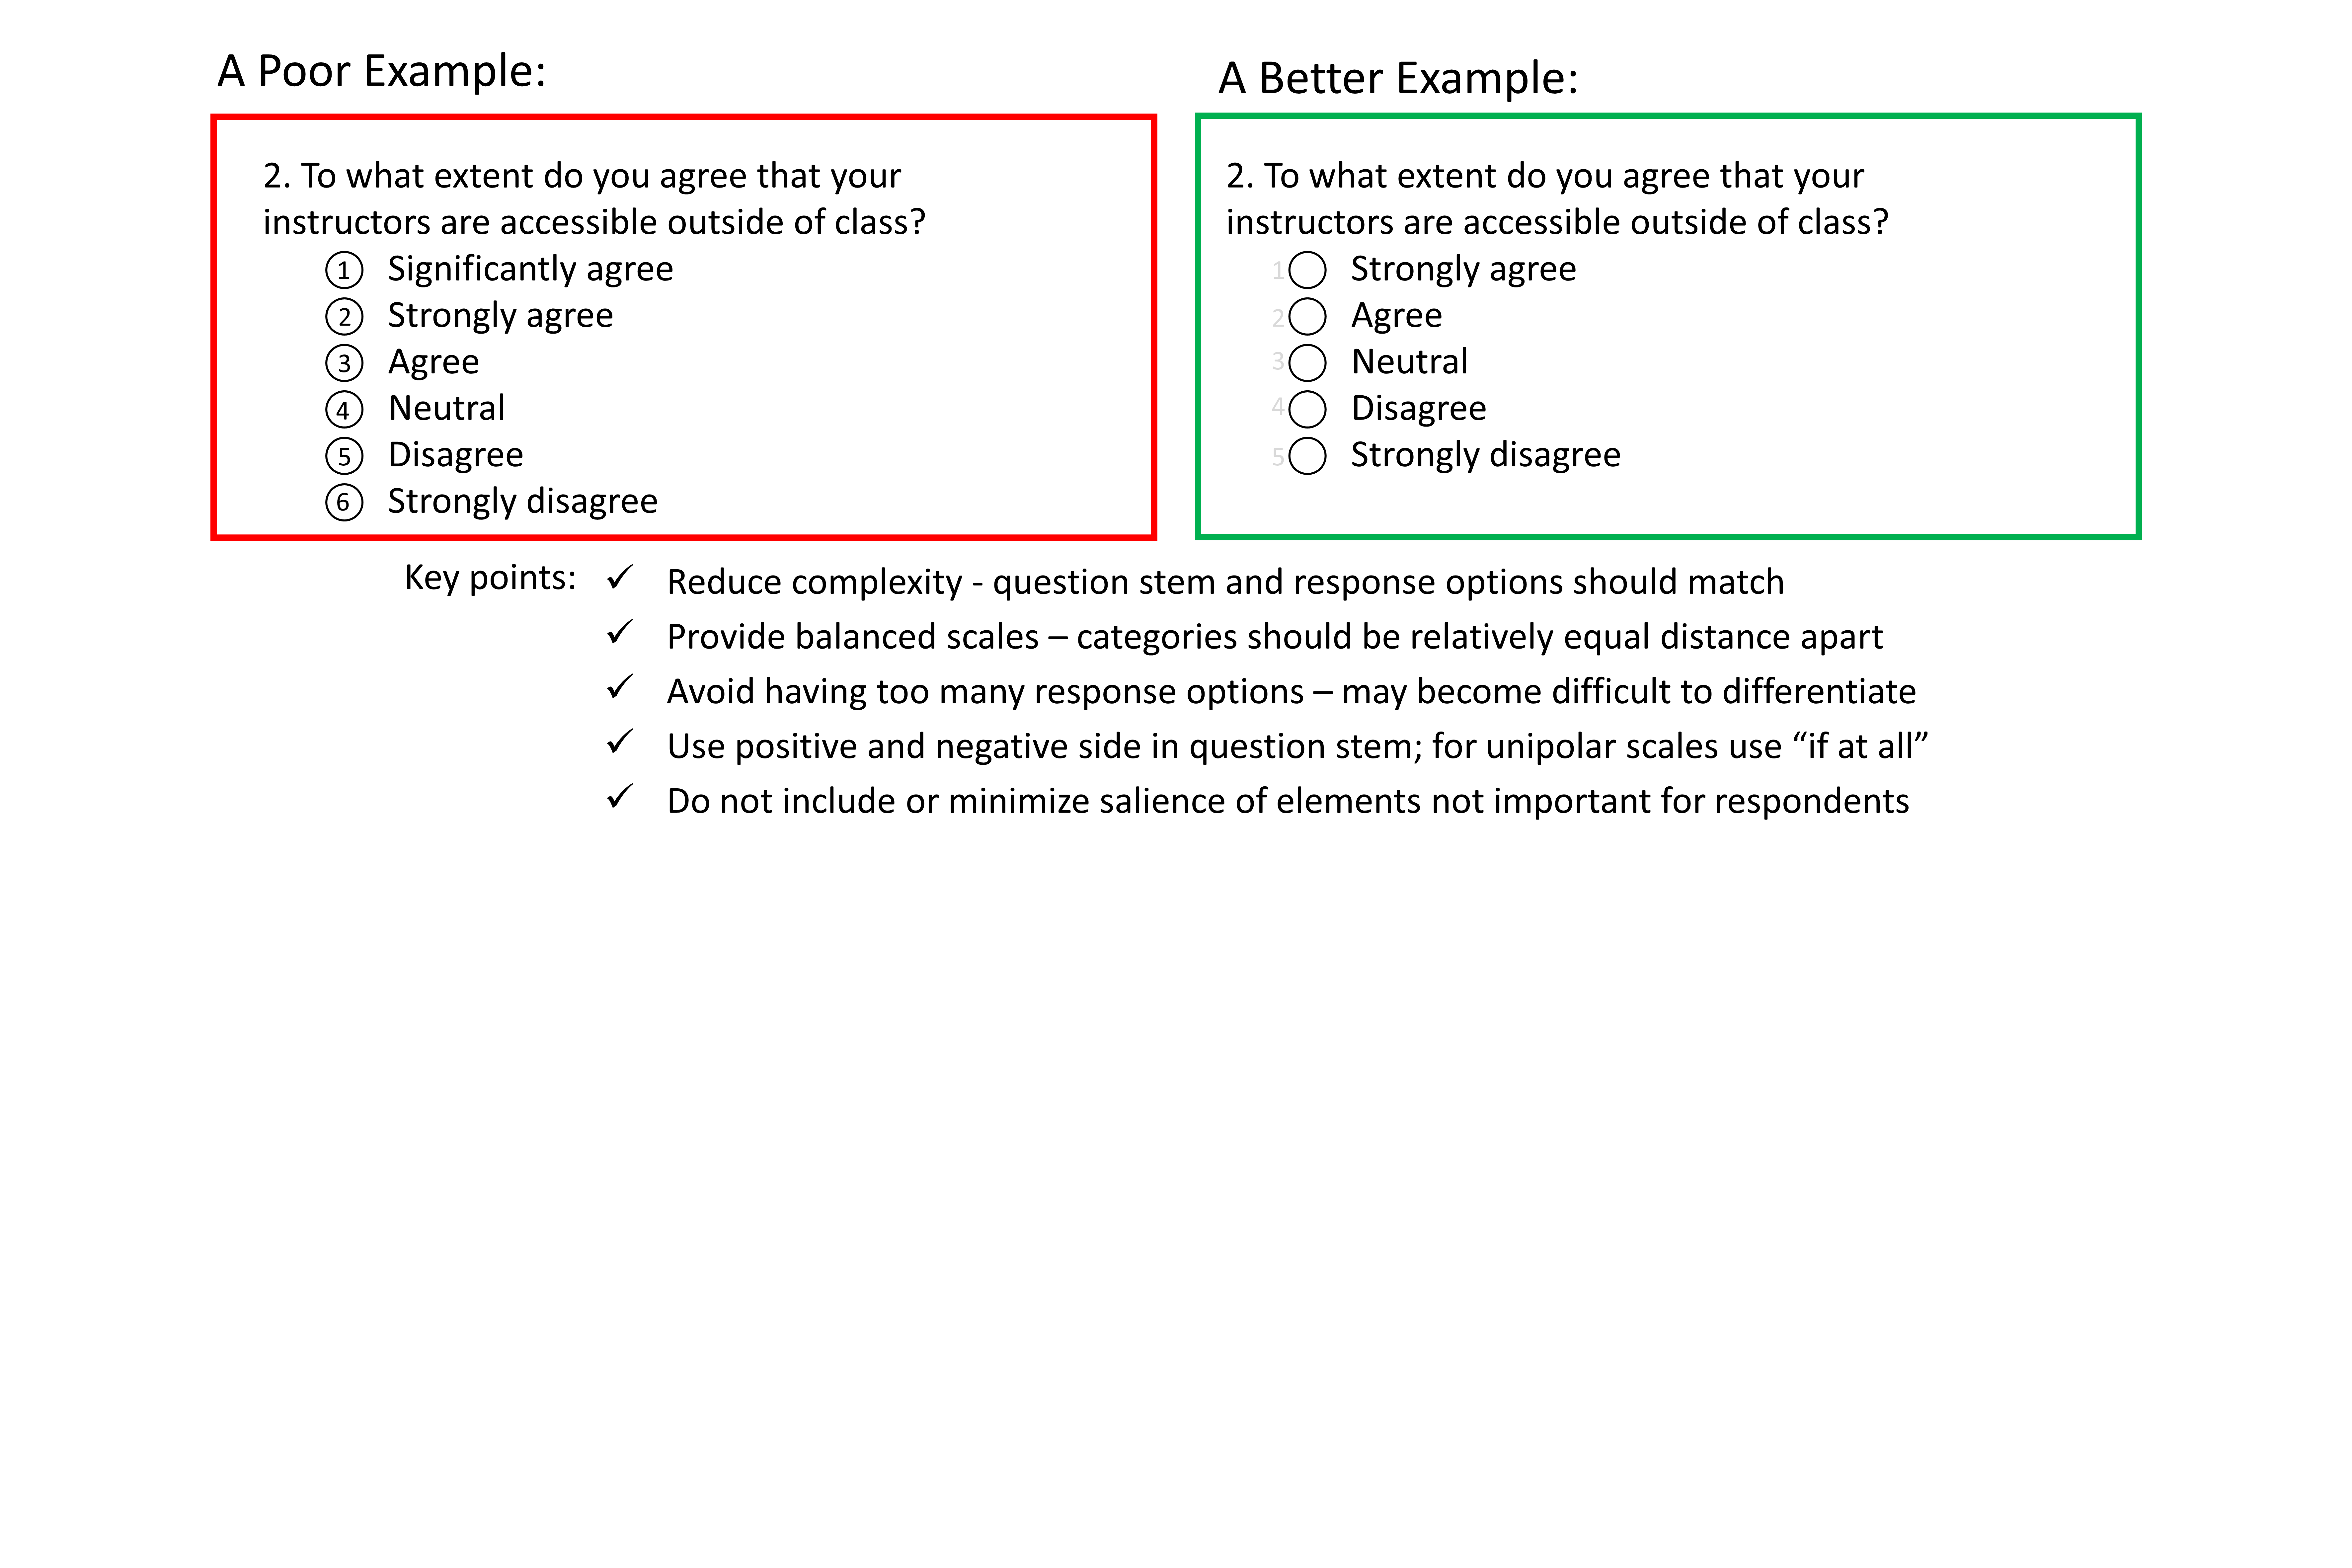 A Poor Example:
2. To what extent do you agree that your
instructors are accessible outside of class?
1 Significantly agree
2 Strongly agree
3 Agree
4 Neutral
5 Disagree
6 Strongly disagree
A Better Example:
2. To what extent do you agree that your
instructors are accessible outside of class?
1 Strongly agree
2 Agree
3 Neutral
4 Disagree
5 Strongly disagree
Key points:
✓ Reduce complexity - question stem and response options should match
✓ Provide balanced scales – categories should be relatively equal distance apart
✓ Avoid having too many response options – may become difficult to differentiate
✓ Use positive and negative side in question stem; for unipolar scales use “if at all”
✓ Do not include or minimize salience of elements not important for respondents